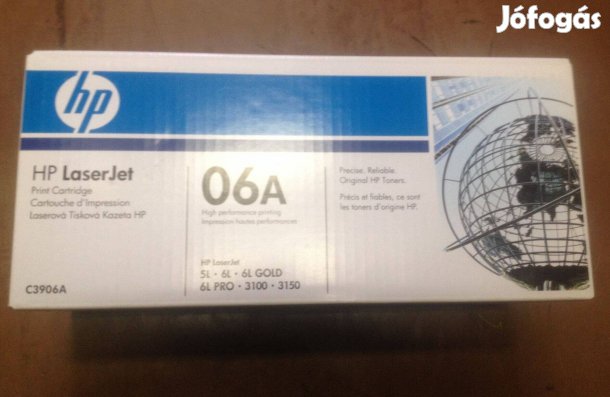 Jófogás
hp
HP LaserJet
Print Cartridge
Cartouche d'Impression
Laserová Tisková Kazeta HP
C3906A
06A
High performance printing
Impression hautes performances
HP LaserJet
5L · 6L · 6L GOLD
6L PRO · 3100 · 3150
Precise. Reliable.
Original HP Toners.
Précis et fiables, ce sont
les toners d'origine HP.